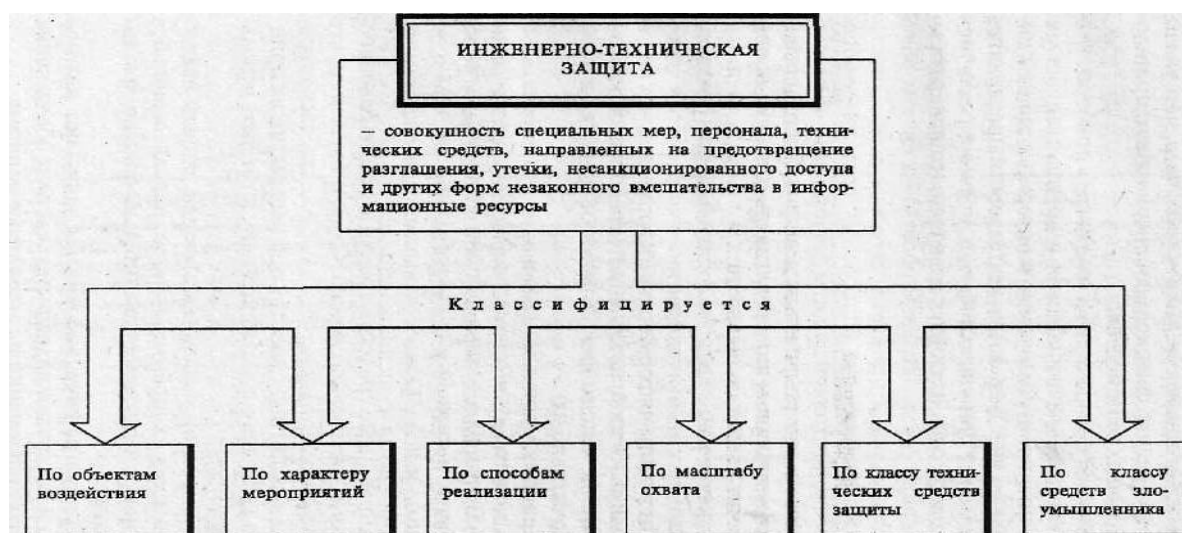 ИНЖЕНЕРНО-ТЕХНИЧЕСКАЯ
ЗАЩИТА
— совокупность специальных мер, персонала, техни-
ческих средств, направленных на предотвращение
разглашения, утечки, несанкционированного доступа
и других форм незаконного вмешательства в инфор-
мационные ресурсы
Классифицируется
По объектам
воздействия
По характеру
мероприятий
По способам
реализации
По масштабу
охвата
По классу техни-
ческих средств
защиты
По классу
средств зло-
умышленника